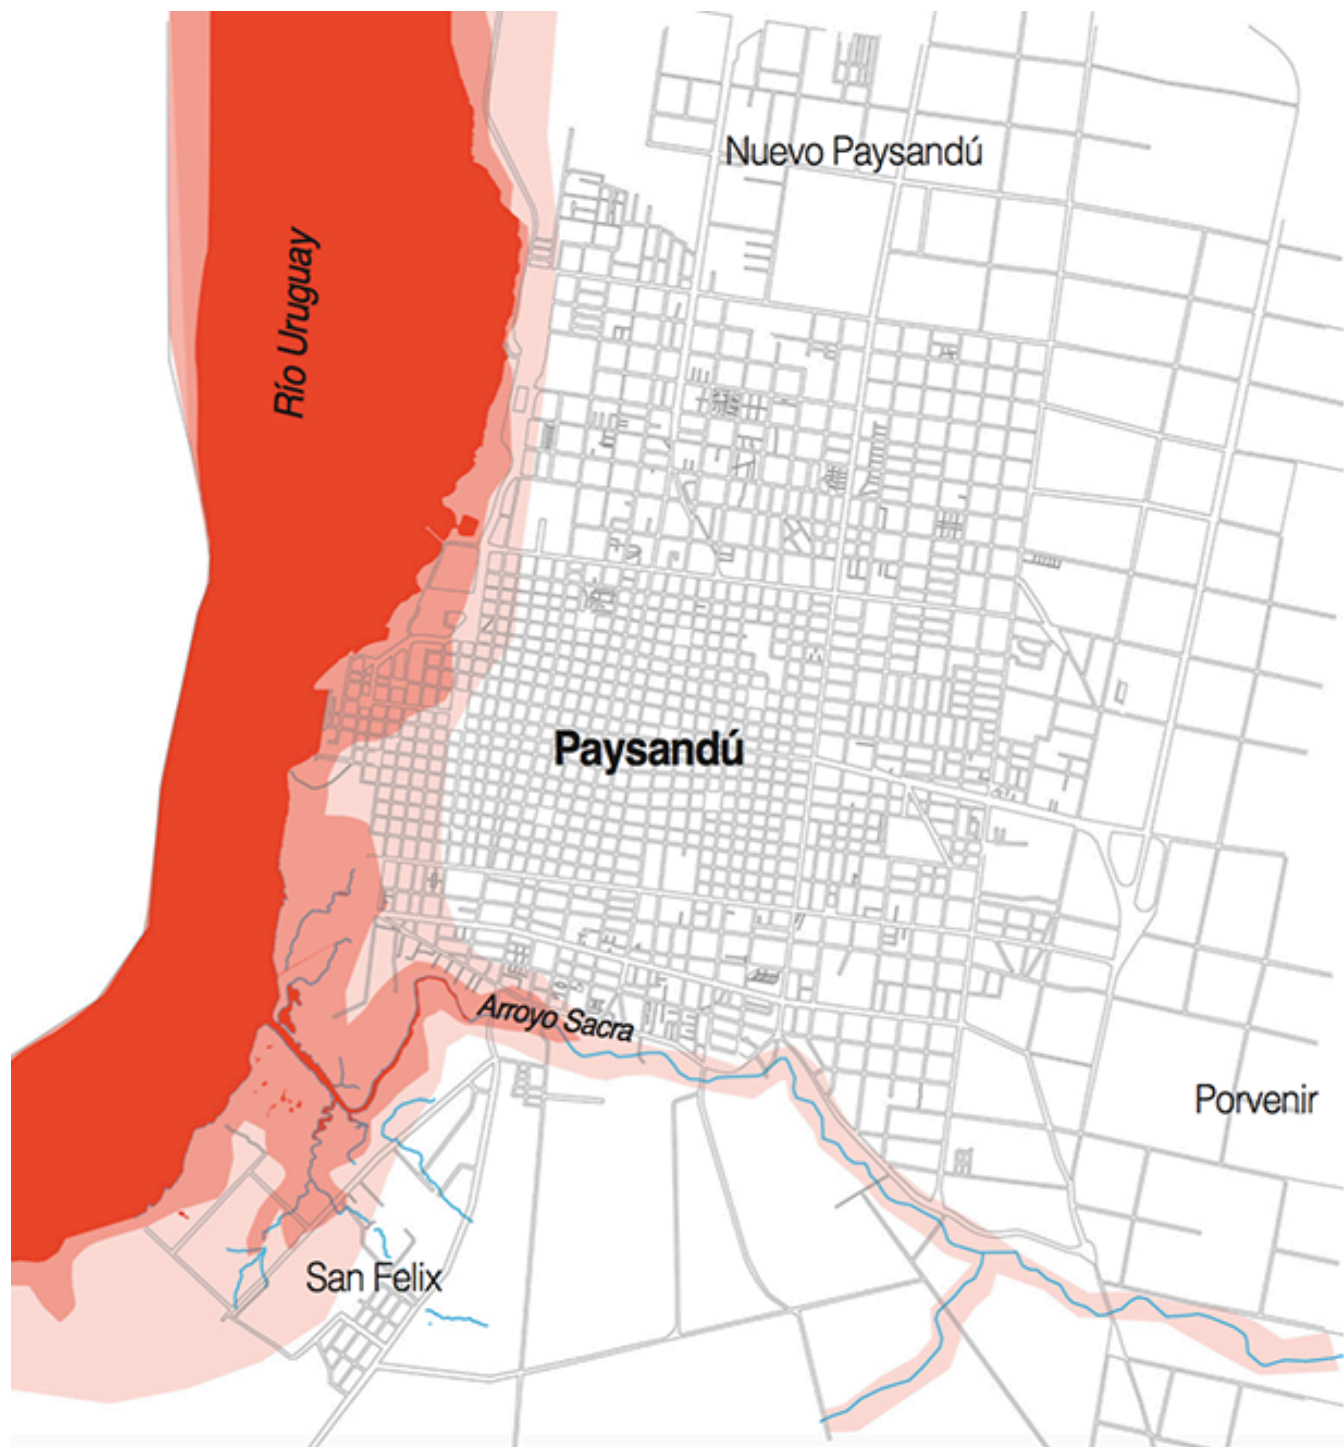 Nuevo Paysandú
Río Uruguay
Paysandú
Arroyo Sacra
Porvenir
San Felix